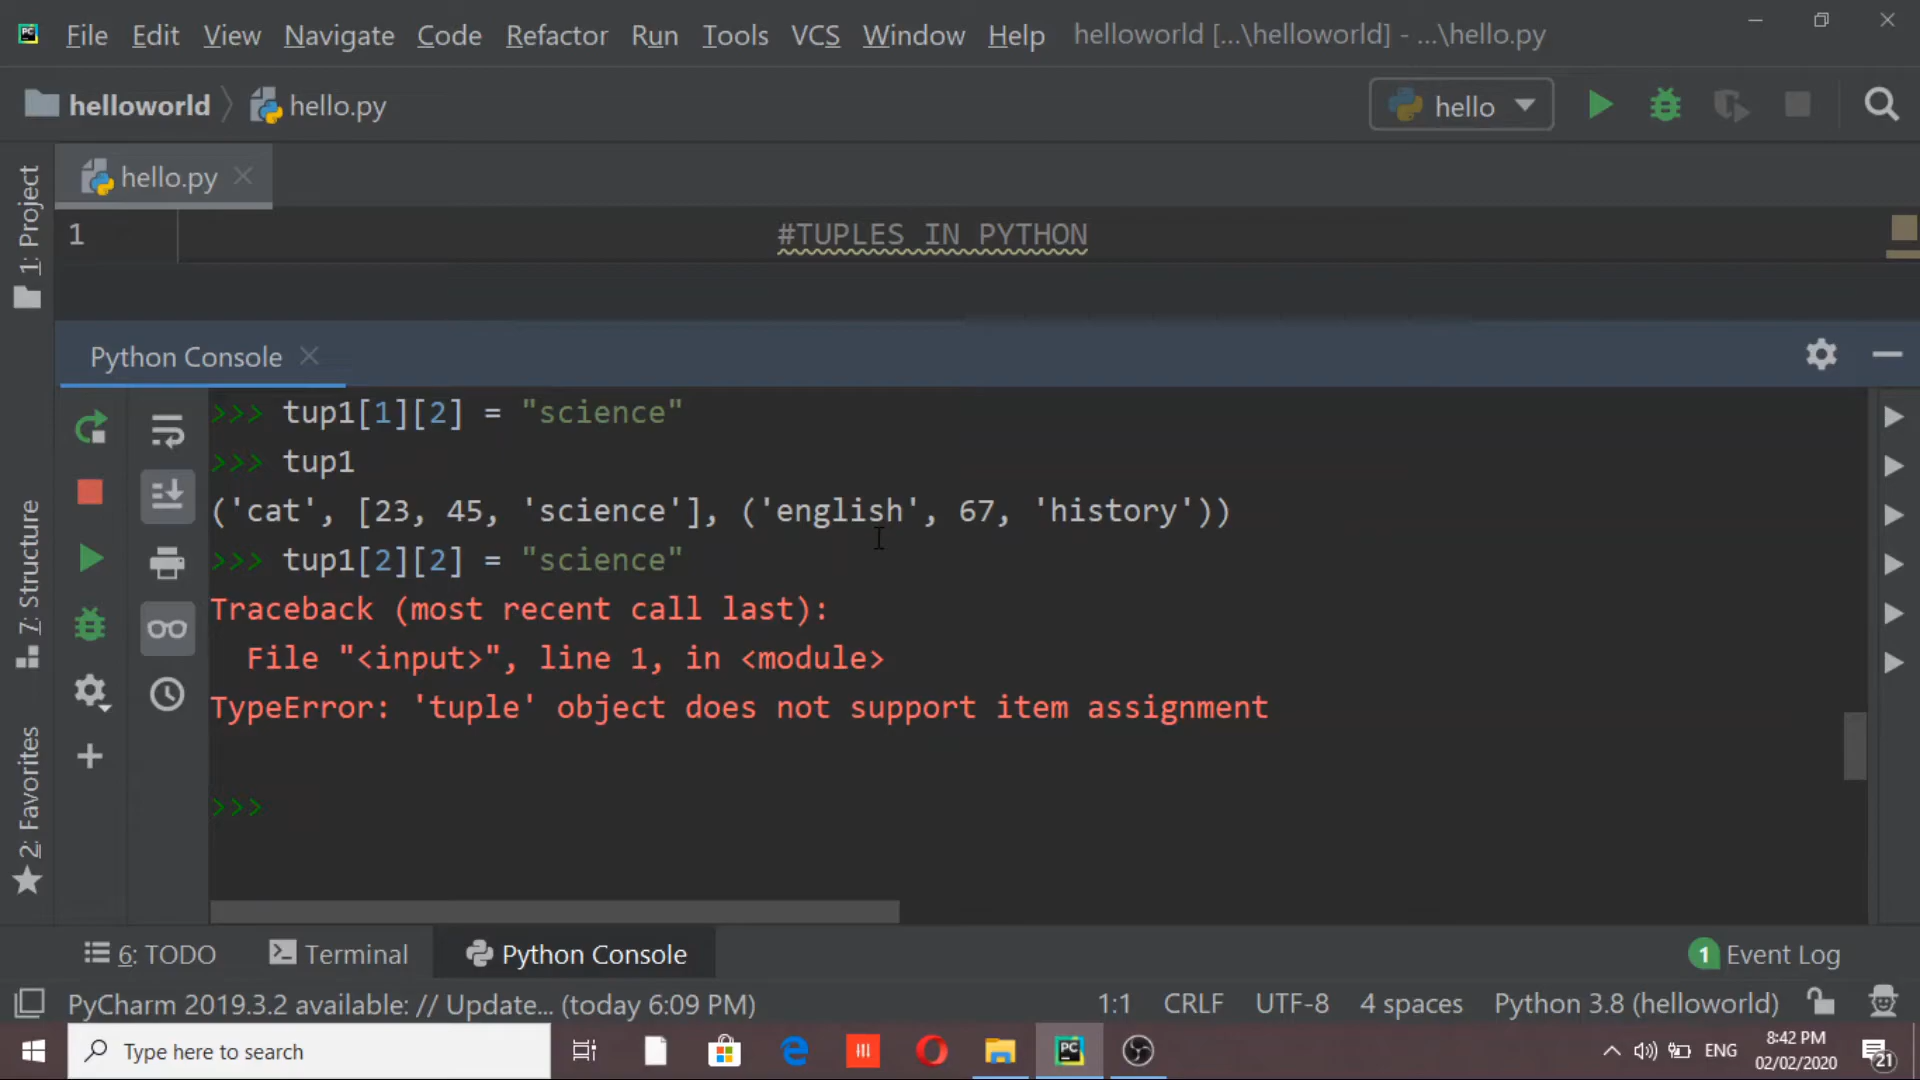 File Edit View Navigate Code Refactor Run Tools VCS Window Help helloworld [...\helloworld] - ...\hello.py
helloworld hello.py hello
hello.py
1 #TUPLES IN PYTHON
Python Console
>>> tup1[1][2] = "science"
>>> tup1
('cat', [23, 45, 'science'], ('english', 67, 'history'))
>>> tup1[2][2] = "science"
Traceback (most recent call last):
File "<input>", line 1, in <module>
TypeError: 'tuple' object does not support item assignment
>>>
1: Project
7: Structure
2: Favorites
6: TODO Terminal Python Console 1 Event Log
PyCharm 2019.3.2 available: // Update... (today 6:09 PM) 1:1 CRLF UTF-8 4 spaces Python 3.8 (helloworld)
Type here to search ENG 8:42 PM 21
02/02/2020